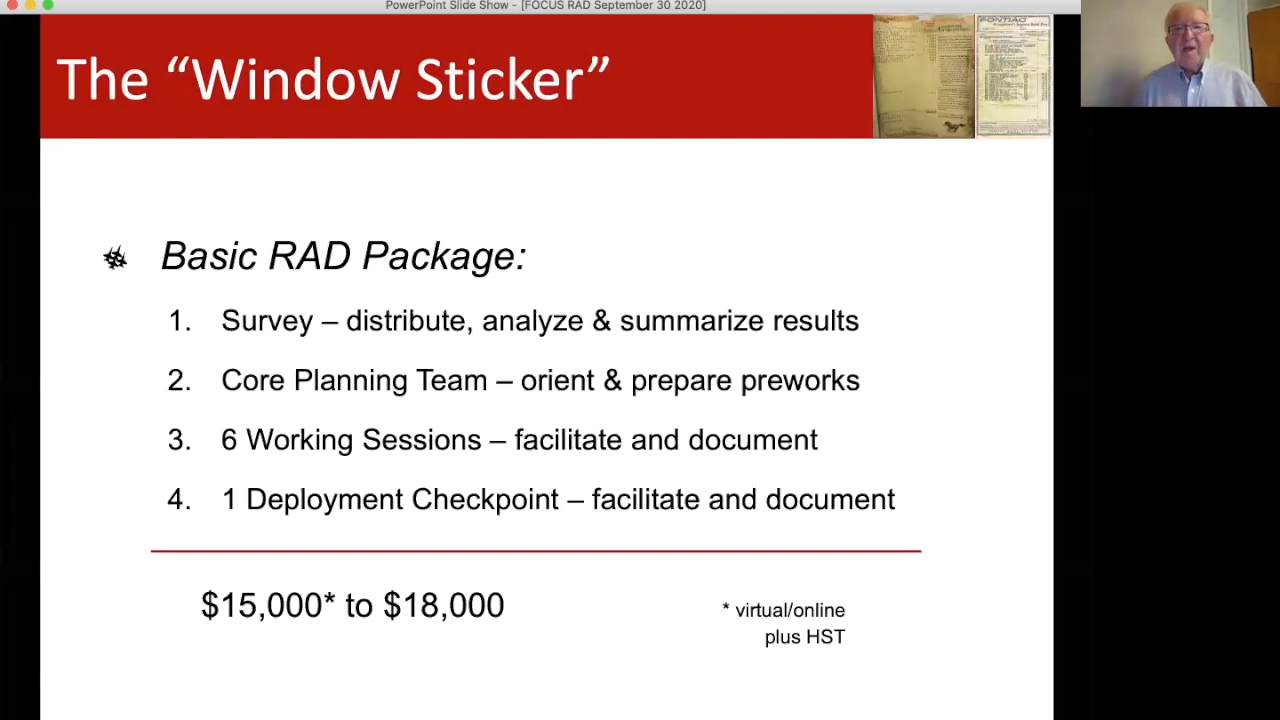 PowerPoint Slide Show - [FOCUS RAD September 30 2020]
The “Window Sticker”
PONTIAC
Basic RAD Package:
1. Survey – distribute, analyze & summarize results
2. Core Planning Team – orient & prepare preworks
3. 6 Working Sessions – facilitate and document
4. 1 Deployment Checkpoint – facilitate and document
$15,000* to $18,000
* virtual/online
plus HST